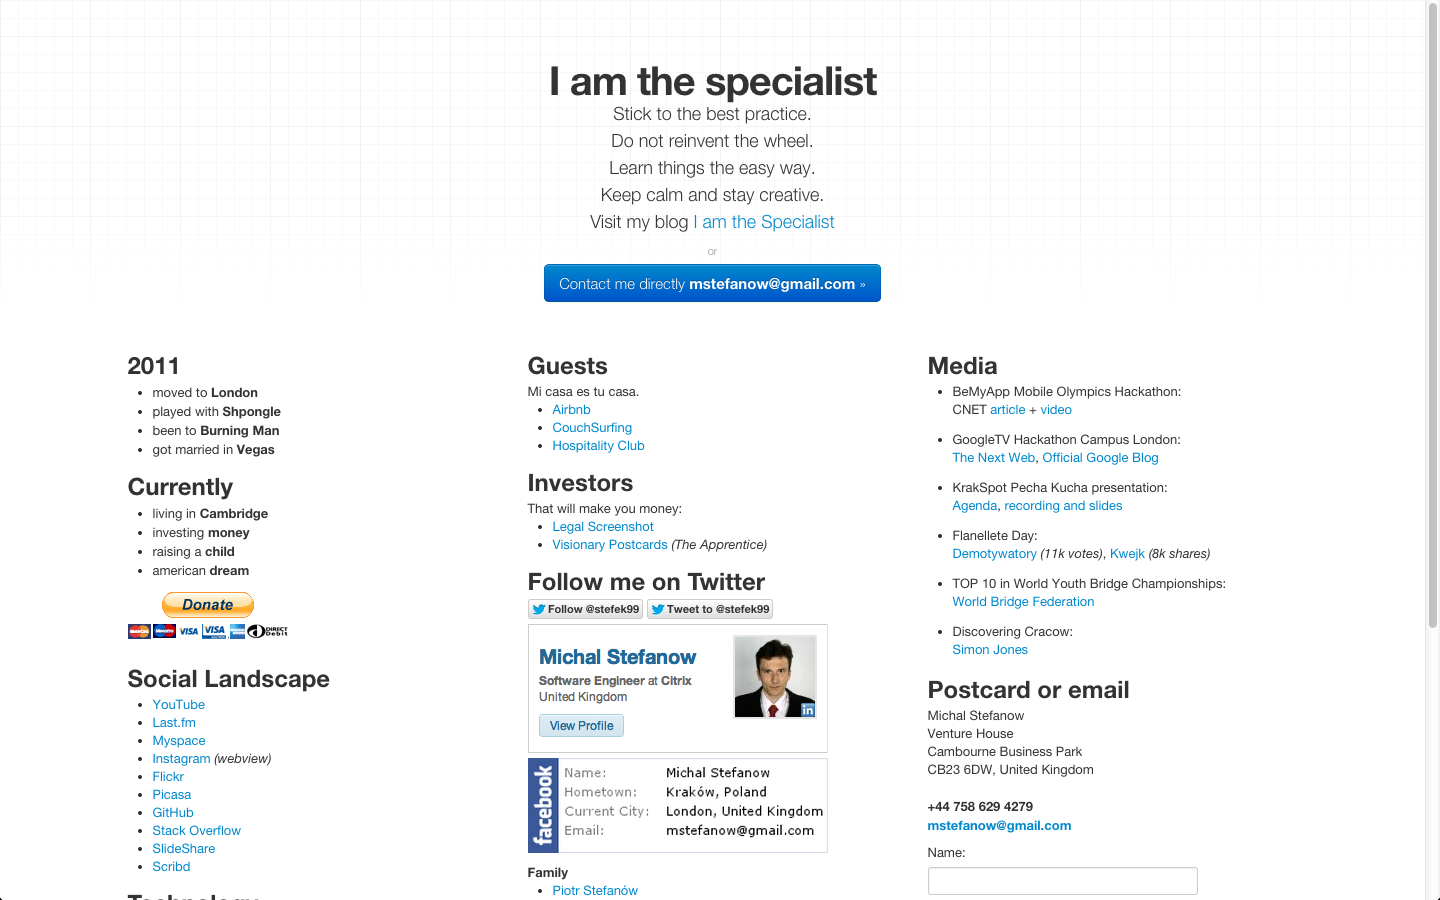 I am the specialist
Stick to the best practice.
Do not reinvent the wheel.
Learn things the easy way.
Keep calm and stay creative.
Visit my blog I am the Specialist
or
Contact me directly mstefanow@gmail.com »
2011
• moved to London
• played with Shpongle
• been to Burning Man
• got married in Vegas
Currently
• living in Cambridge
• investing money
• raising a child
• american dream
Donate
MasterCard Maestro VISA VISA DIRECT Debit
Social Landscape
• YouTube
• Last.fm
• Myspace
• Instagram (webview)
• Flickr
• Picasa
• GitHub
• Stack Overflow
• SlideShare
• Scribd
Guests
Mi casa es tu casa.
• Airbnb
• CouchSurfing
• Hospitality Club
Investors
That will make you money:
• Legal Screenshot
• Visionary Postcards (The Apprentice)
Follow me on Twitter
Follow @stefek99 Tweet to @stefek99
Michal Stefanow
Software Engineer at Citrix
United Kingdom
View Profile
in
facebook
Name: Michal Stefanow
Hometown: Kraków, Poland
Current City: London, United Kingdom
Email: mstefanow@gmail.com
Family
• Piotr Stefanów
Media
• BeMyApp Mobile Olympics Hackathon:
CNET article + video
• GoogleTV Hackathon Campus London:
The Next Web, Official Google Blog
• KrakSpot Pecha Kucha presentation:
Agenda, recording and slides
• Flanellete Day:
Demotywatory (11k votes), Kwejk (8k shares)
• TOP 10 in World Youth Bridge Championships:
World Bridge Federation
• Discovering Cracow:
Simon Jones
Postcard or email
Michal Stefanow
Venture House
Cambourne Business Park
CB23 6DW, United Kingdom
+44 758 629 4279
mstefanow@gmail.com
Name: